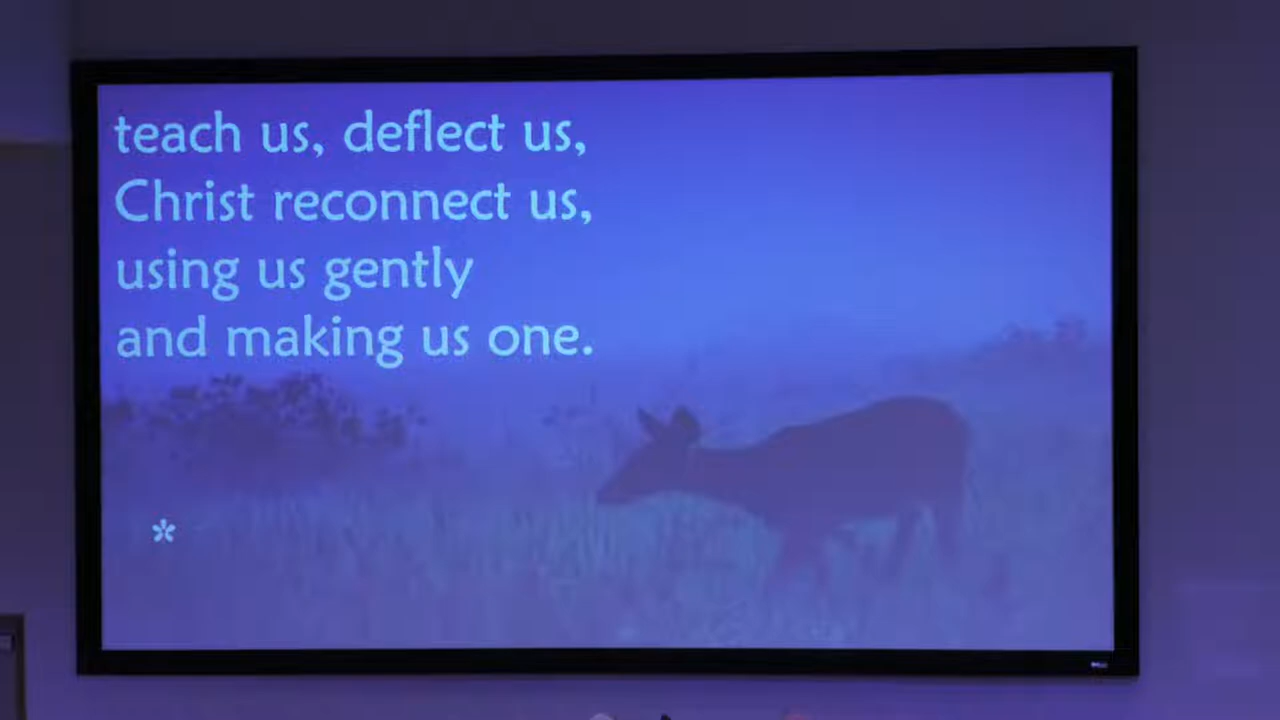 teach us, deflect us,
Christ reconnect us,
using us gently
and making us one.
*